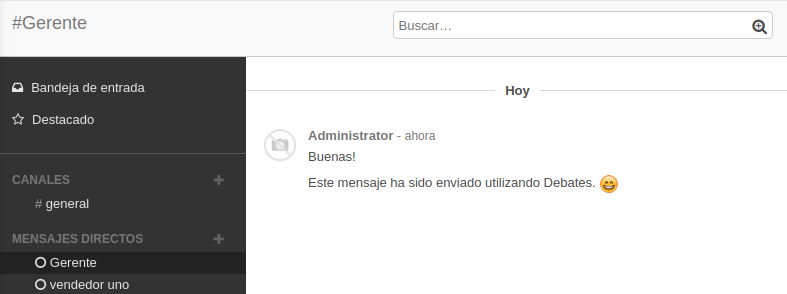 #Gerente
Buscar...
Bandeja de entrada
Destacado
CANALES
# general
MENSAJES DIRECTOS
Gerente
vendedor uno
Hoy
Administrator - ahora
Buenas!
Este mensaje ha sido enviado utilizando Debates. 😄